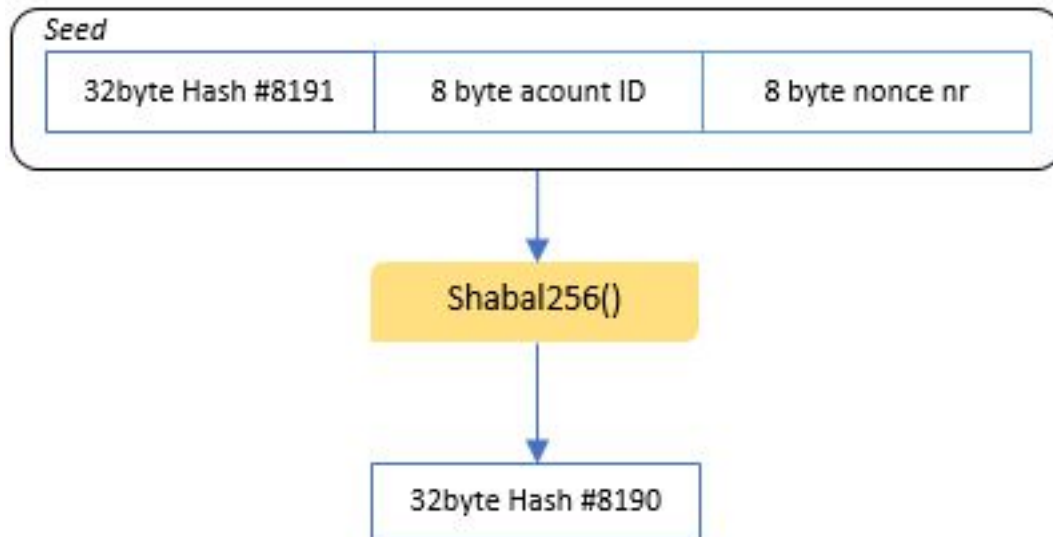 Seed
32byte Hash #8191
8 byte acount ID
8 byte nonce nr
Shabal256()
32byte Hash #8190